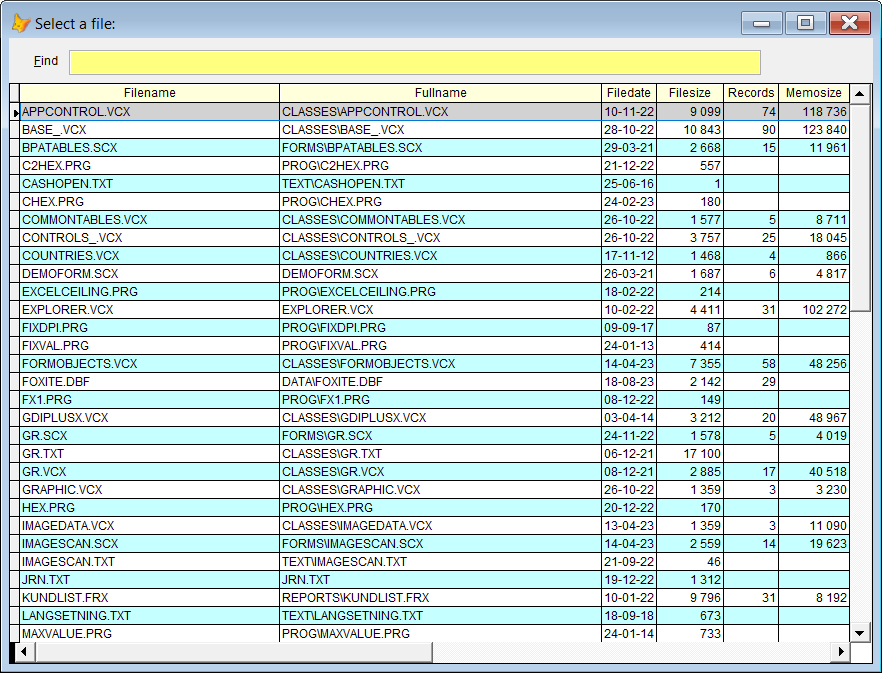 Select a file:
Find
Filename Fullname Filedate Filesize Records Memosize
APPCONTROL.VCX CLASSES\APPCONTROL.VCX 10-11-22 9 099 74 118 736
BASE_.VCX CLASSES\BASE_.VCX 28-10-22 10 843 90 123 840
BPATABLES.SCX FORMS\BPATABLES.SCX 29-03-21 2 668 15 11 961
C2HEX.PRG PROG\C2HEX.PRG 21-12-22 557
CASHOPEN.TXT TEXT\CASHOPEN.TXT 25-06-16 1
CHEX.PRG PROG\CHEX.PRG 24-02-23 180
COMMONTABLES.VCX CLASSES\COMMONTABLES.VCX 26-10-22 1 577 5 8 711
CONTROLS_.VCX CLASSES\CONTROLS_.VCX 26-10-22 3 757 25 18 045
COUNTRIES.VCX CLASSES\COUNTRIES.VCX 17-11-12 1 468 4 866
DEMOFORM.SCX DEMOFORM.SCX 26-03-21 1 687 6 4 817
EXCELCEILING.PRG PROG\EXCELCEILING.PRG 18-02-22 214
EXPLORER.VCX EXPLORER.VCX 10-02-22 4 411 31 102 272
FIXDPI.PRG PROG\FIXDPI.PRG 09-09-17 87
FIXVAL.PRG PROG\FIXVAL.PRG 24-01-13 414
FORMOBJECTS.VCX CLASSES\FORMOBJECTS.VCX 14-04-23 7 355 58 48 256
FOXITE.DBF DATA\FOXITE.DBF 18-08-23 2 142 29
FX1.PRG PROG\FX1.PRG 08-12-22 149
GDIPLUSX.VCX CLASSES\GDIPLUSX.VCX 03-04-14 3 212 20 48 967
GR.SCX FORMS\GR.SCX 24-11-22 1 578 5 4 019
GR.TXT CLASSES\GR.TXT 06-12-21 17 100
GR.VCX CLASSES\GR.VCX 08-12-21 2 885 17 40 518
GRAPHIC.VCX CLASSES\GRAPHIC.VCX 26-10-22 1 359 3 3 230
HEX.PRG PROG\HEX.PRG 20-12-22 170
IMAGEDATA.VCX CLASSES\IMAGEDATA.VCX 13-04-23 1 359 3 11 090
IMAGESCAN.SCX FORMS\IMAGESCAN.SCX 14-04-23 2 559 14 19 623
IMAGESCAN.TXT TEXT\IMAGESCAN.TXT 21-09-22 46
JRN.TXT JRN.TXT 19-12-22 1 312
KUNDLIST.FRX REPORTS\KUNDLIST.FRX 10-01-22 9 796 31 8 192
LANGSETNING.TXT TEXT\LANGSETNING.TXT 18-09-18 673
MAXVALUE.PRG PROG\MAXVALUE.PRG 24-01-14 733